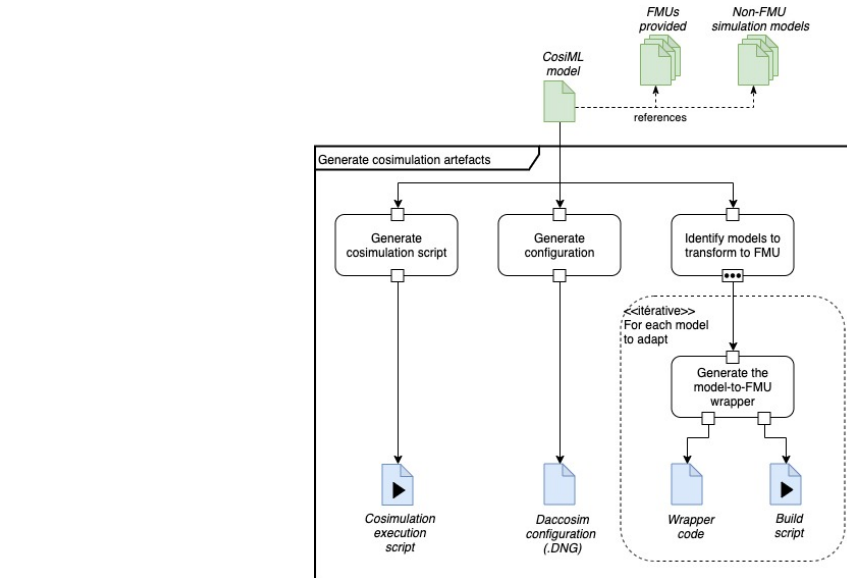 FMUs
provided
Non-FMU
simulation models
CosiML
model
references
Generate cosimulation artefacts
Generate
cosimulation script
Generate
configuration
Identify models to
transform to FMU
<<itérative>>
For each model
to adapt
Generate the
model-to-FMU
wrapper
Cosimulation
execution
script
Daccosim
configuration
(.DNG)
Wrapper
code
Build
script